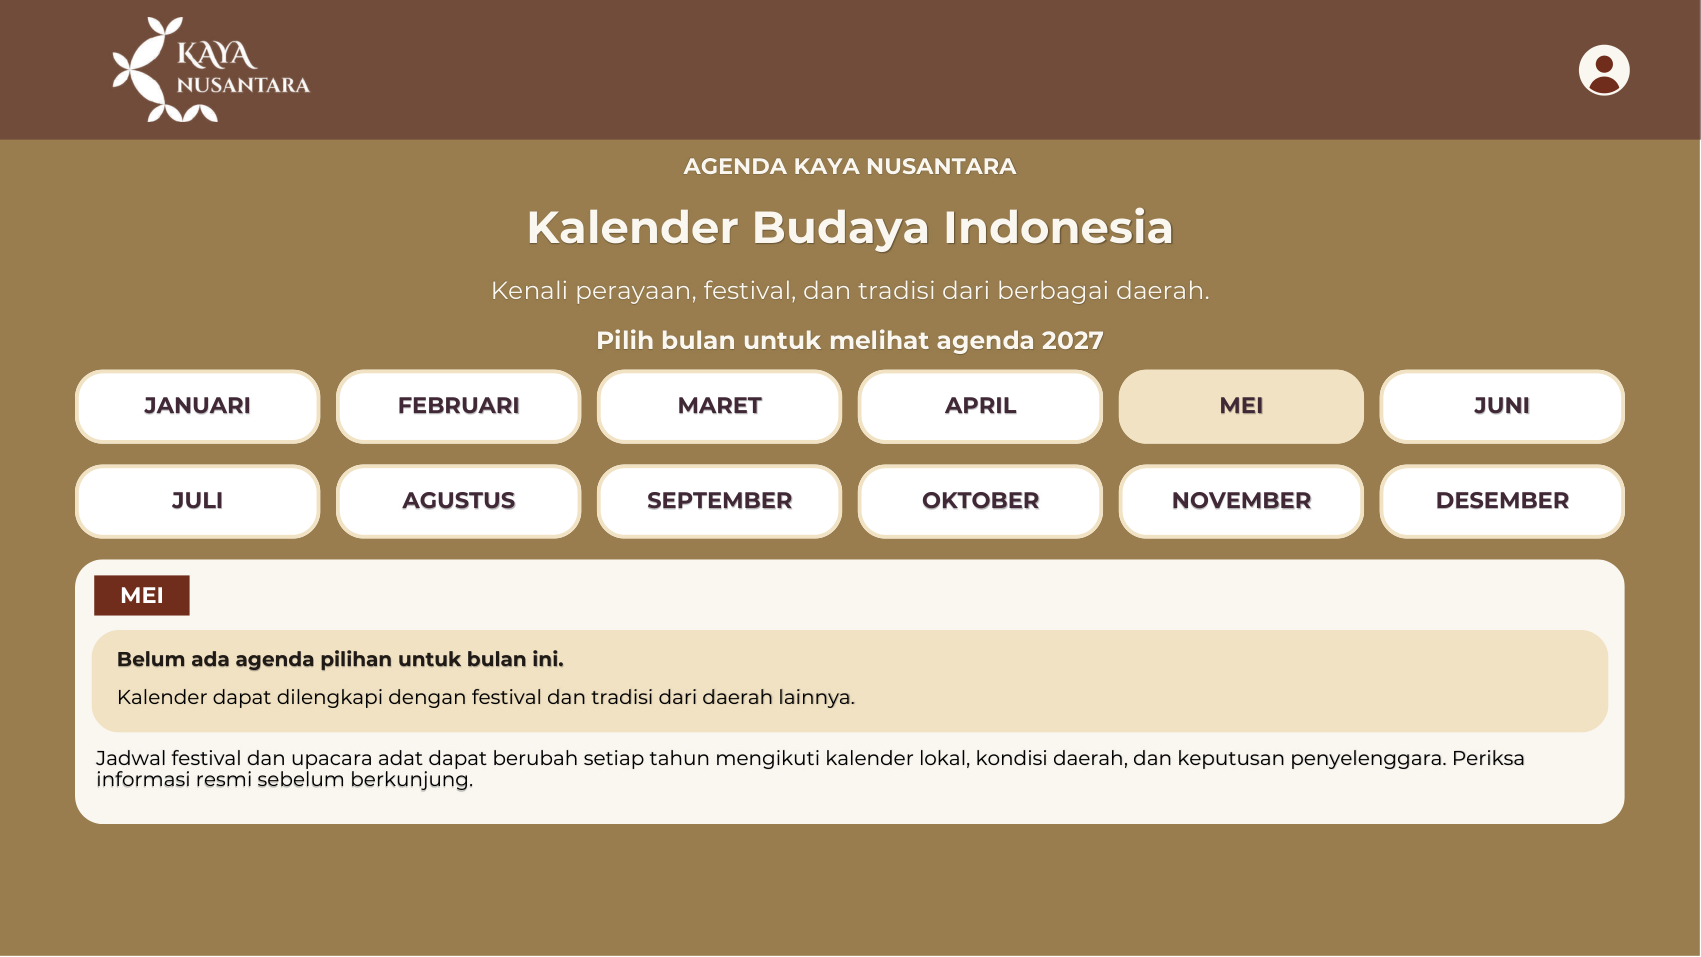 KAYA
NUSANTARA
AGENDA KAYA NUSANTARA
Kalender Budaya Indonesia
Kenali perayaan, festival, dan tradisi dari berbagai daerah.
Pilih bulan untuk melihat agenda 2027
JANUARI
FEBRUARI
MARET
APRIL
MEI
JUNI
JULI
AGUSTUS
SEPTEMBER
OKTOBER
NOVEMBER
DESEMBER
MEI
Belum ada agenda pilihan untuk bulan ini.
Kalender dapat dilengkapi dengan festival dan tradisi dari daerah lainnya.
Jadwal festival dan upacara adat dapat berubah setiap tahun mengikuti kalender lokal, kondisi daerah, dan keputusan penyelenggara. Periksa
informasi resmi sebelum berkunjung.